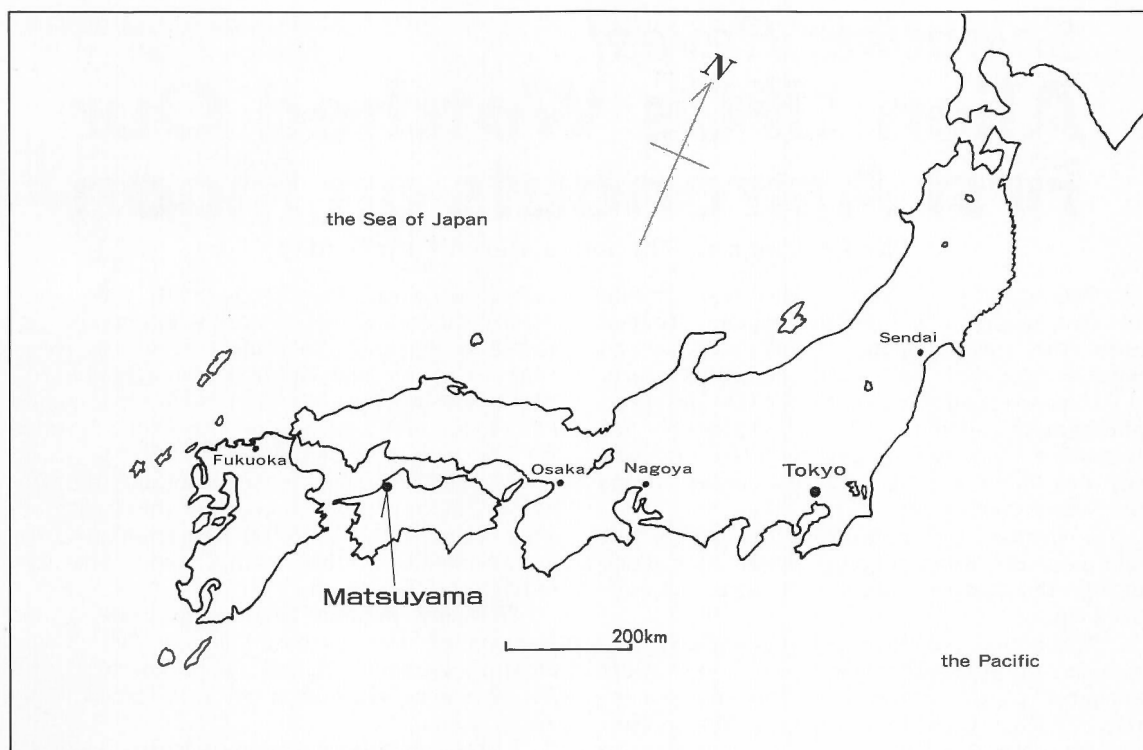 N
the Sea of Japan
Sendai
Fukuoka
Osaka
Nagoya
Tokyo
Matsuyama
200km
the Pacific